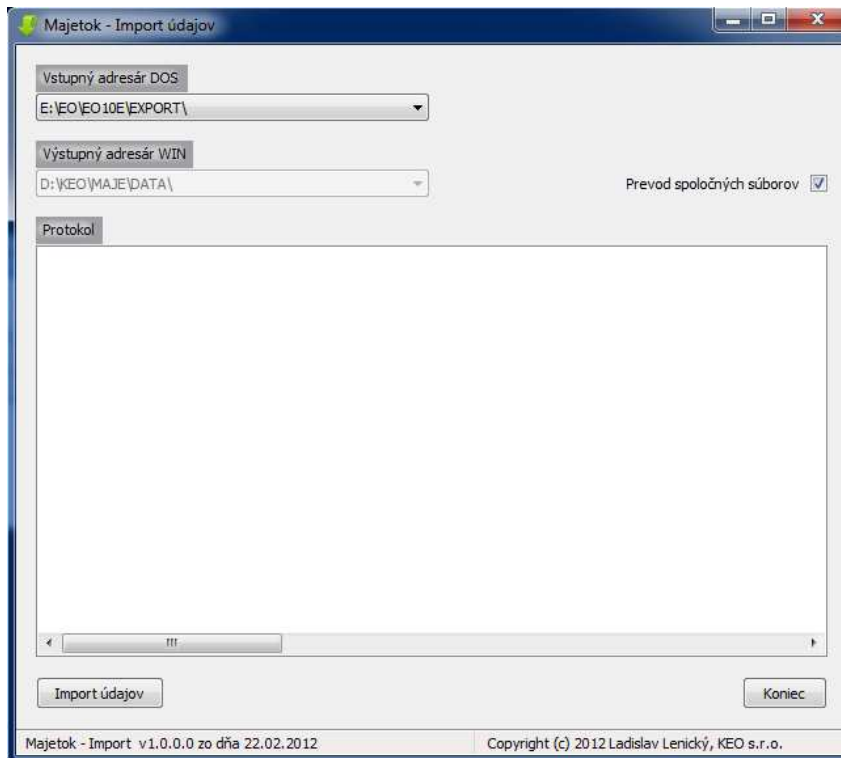 Majetok - Import údajov
Vstupný adresár DOS
E:\EO\EO10E\EXPORT\
Výstupný adresár WIN
D:\KEO\MAJE\DATA\
Prevod spoločných súborov
Protokol
Import údajov
Koniec
Majetok - Import v1.0.0.0 zo dňa 22.02.2012
Copyright (c) 2012 Ladislav Lenický, KEO s.r.o.